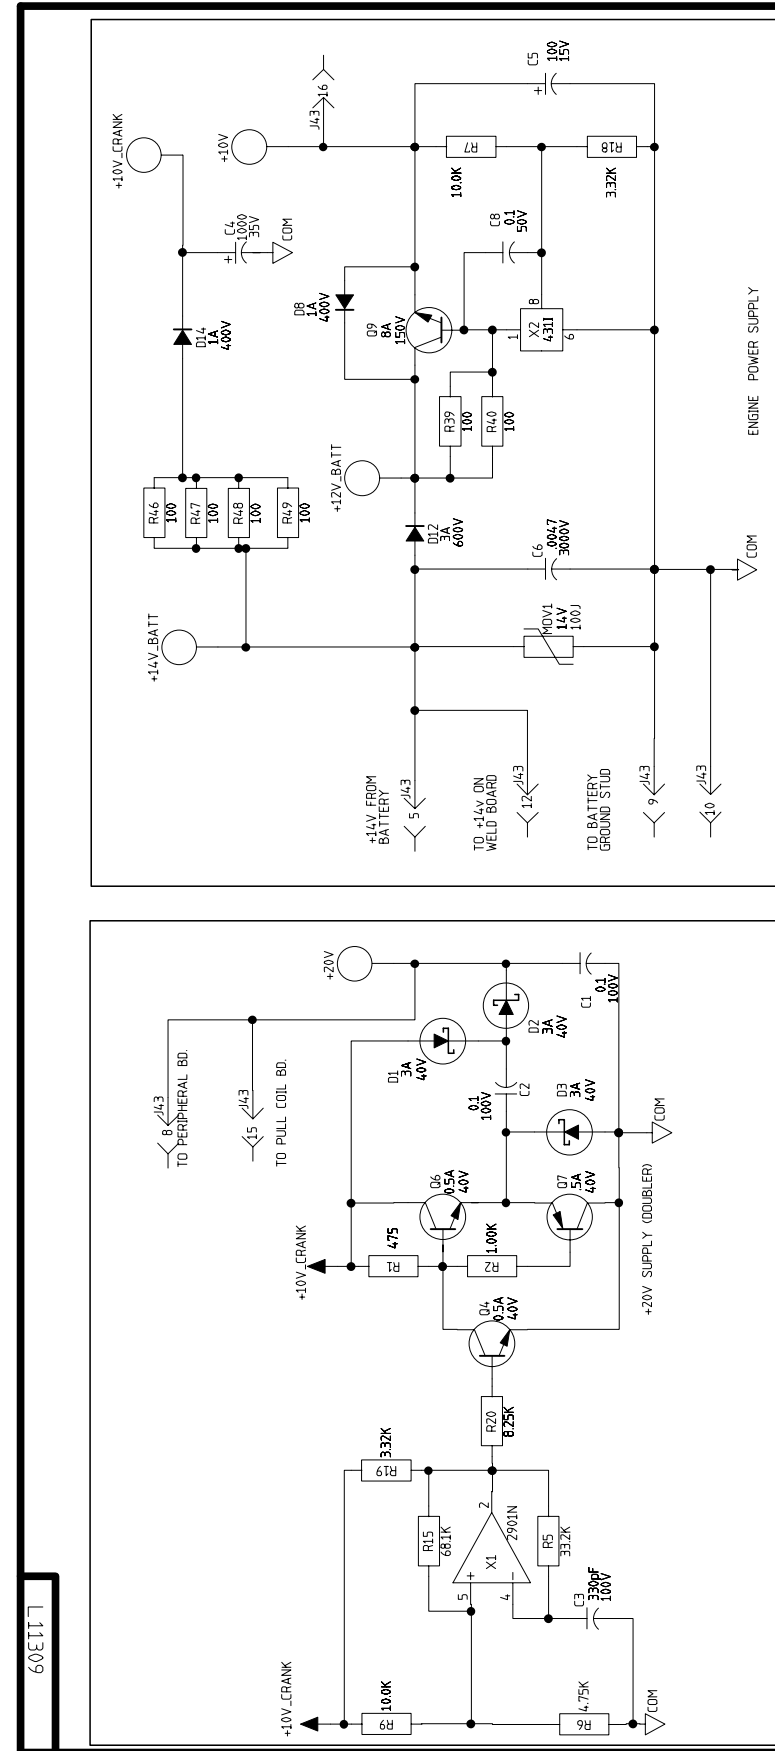 +10V_CRANK
C4
1000
35V
COM
D14
1A
400V
R46
100
R47
100
R48
100
R49
100
+14V_BATT
+10V
J43
16
C5
100
15V
+
+
R7
10.0K
R18
3.32K
C8
0.1
50V
D8
1A
400V
Q9
8A
150V
X2
431I
1
8
6
R39
100
R40
100
+12V_BATT
D12
3A
600V
C6
.0047
3000V
COM
MOV1
14V
100J
+14V FROM
BATTERY
5
J43
TO +14V ON
WELD BOARD
12
J43
TO BATTERY
GROUND STUD
9
J43
10
J43
ENGINE POWER SUPPLY
+20V
J43
8
TO PERIPHERAL BD.
J43
15
TO PULL COIL BD.
D1
3A
40V
D2
3A
40V
C1
0.1
100V
C2
0.1
100V
D3
3A
40V
COM
Q6
0.5A
40V
Q7
.5A
40V
+10V_CRANK
R1
475
R2
1.00K
Q4
0.5A
40V
+20V SUPPLY (DOUBLER)
R20
8.25K
R19
3.32K
R15
68.1K
X1
2901N
2
5
+
4
-
R5
33.2K
C3
330pF
100V
+10V_CRANK
R9
10.0K
R6
4.75K
COM
L 11309